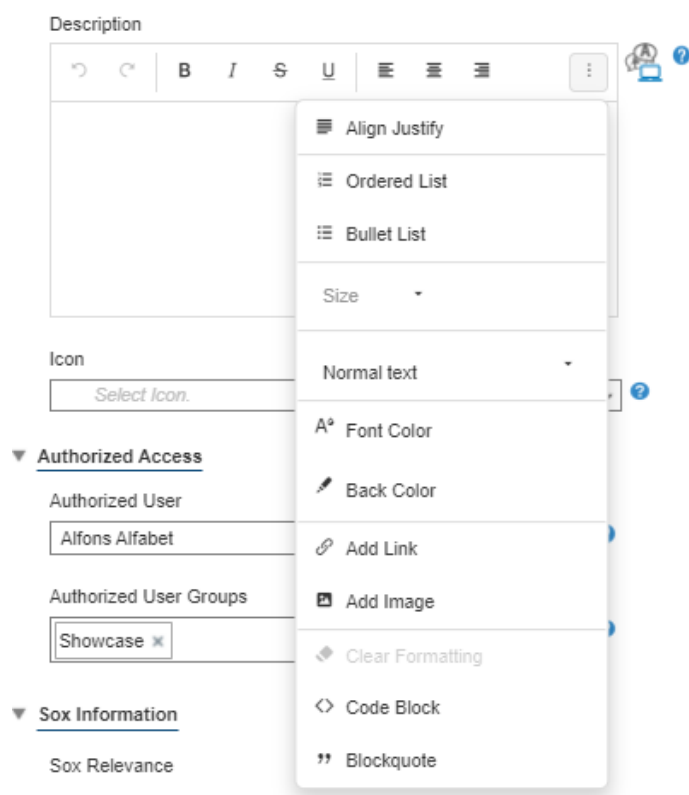 Description
B I S U
Align Justify
Ordered List
Bullet List
Size
Normal text
Font Color
Back Color
Add Link
Add Image
Clear Formatting
Code Block
Blockquote
Icon
Select Icon.
Authorized Access
Authorized User
Alfons Alfabet
Authorized User Groups
Showcase ×
Sox Information
Sox Relevance